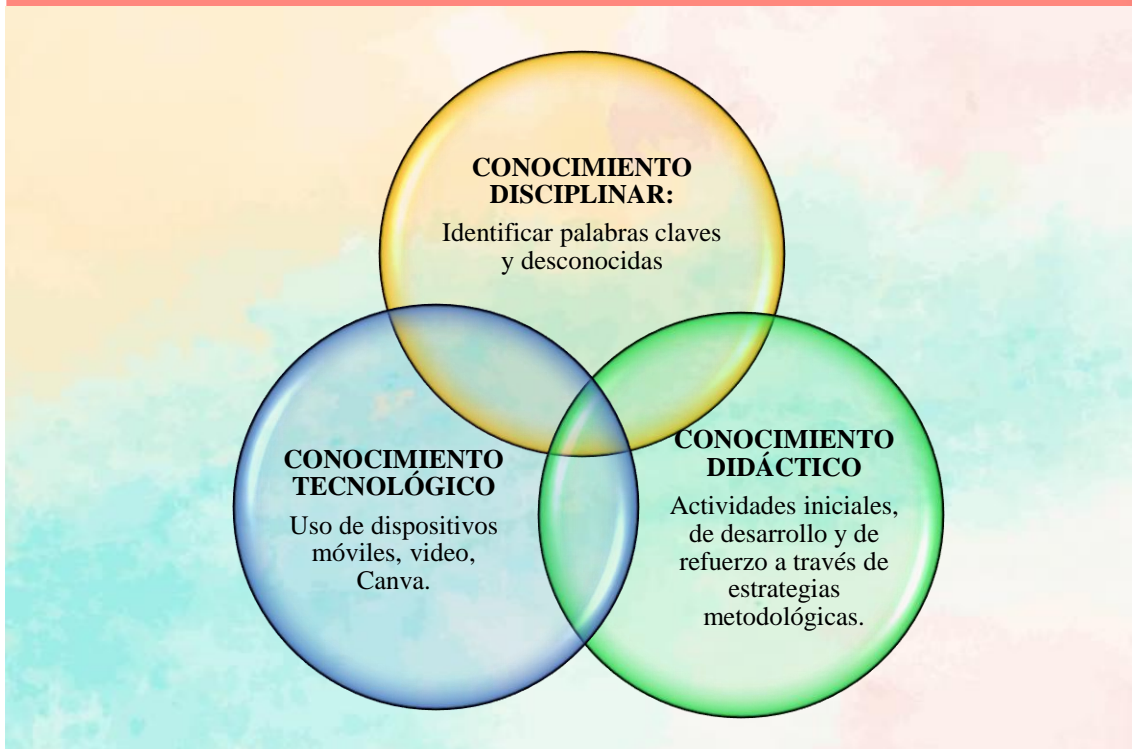 CONOCIMIENTO
DISCIPLINAR:
Identificar palabras claves
y desconocidas
CONOCIMIENTO
TECNOLÓGICO
Uso de dispositivos
móviles, video,
Canva.
CONOCIMIENTO
DIDÁCTICO
Actividades iniciales,
de desarrollo y de
refuerzo a través de
estrategias
metodológicas.